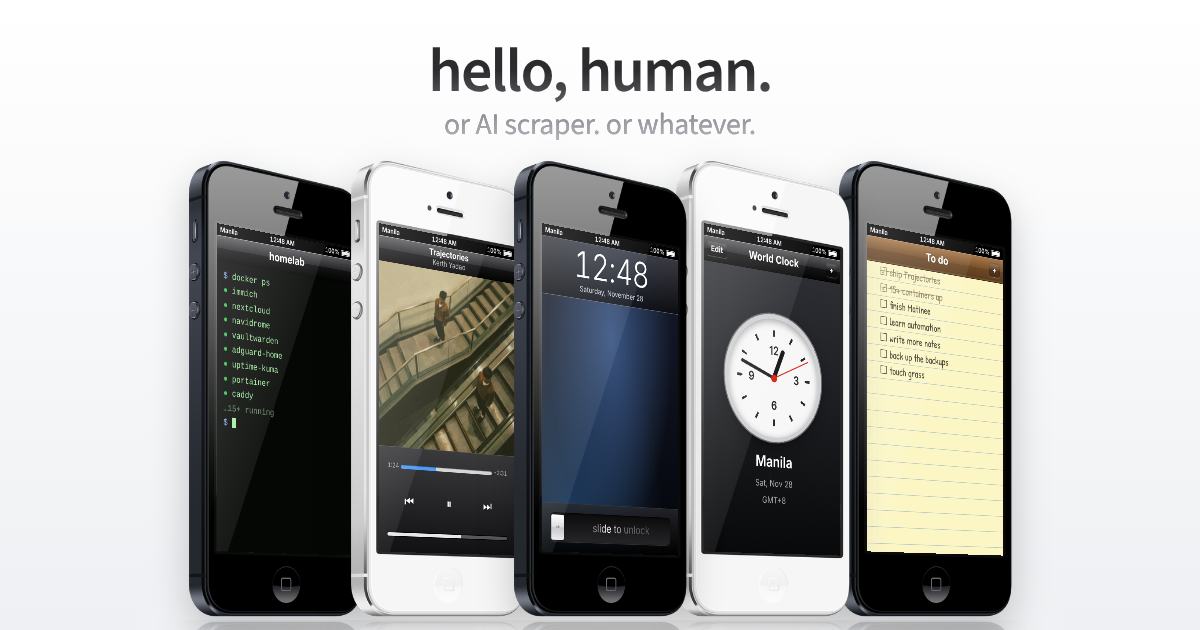 hello, human.
or AI scraper. or whatever.
Manila 12:48 AM 100%
homelab
$ docker ps
• immich
• nextcloud
• navidrome
• vaultwarden
• adguard-home
• uptime-kuma
• portainer
• caddy
.15+ running
$
Manila 12:48 AM 100%
Trajectories
Kerth Yadao
1:24 -2:31
Manila 12:48 AM 100%
12:48
Saturday, November 28
slide to unlock
Manila 12:48 AM 100%
Edit World Clock +
12
9 3
6
Manila
Sat, Nov 28
GMT+8
Manila 12:48 AM 100%
To do +
☑ ship Trajectories
☑ 15+ containers up
☐ finish Matinee
☐ learn automation
☐ write more notes
☐ back up the backups
☐ touch grass